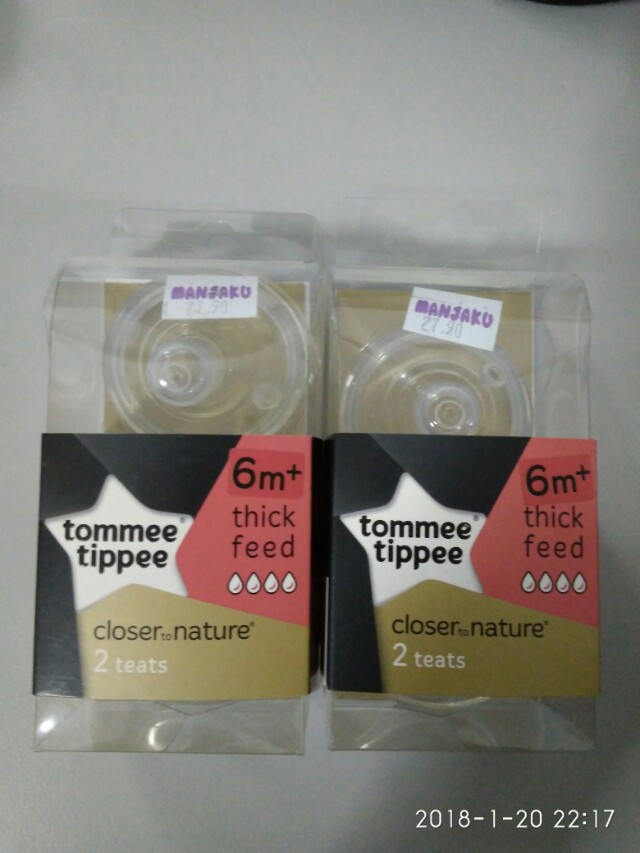 MANJAKU
MANJAKU
27.90
6m+
thick
feed
tommee®
tippee
closer to nature®
2 teats
6m+
thick
feed
tommee®
tippee
closer to nature®
2 teats
2018-1-20 22:17